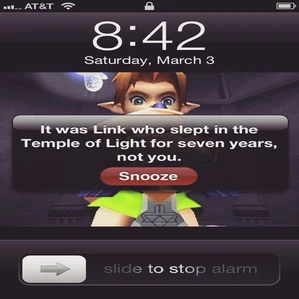 AT&T
8:42
Saturday, March 3
It was Link who slept in the
Temple of Light for seven years,
not you.
Snooze
slide to stop alarm